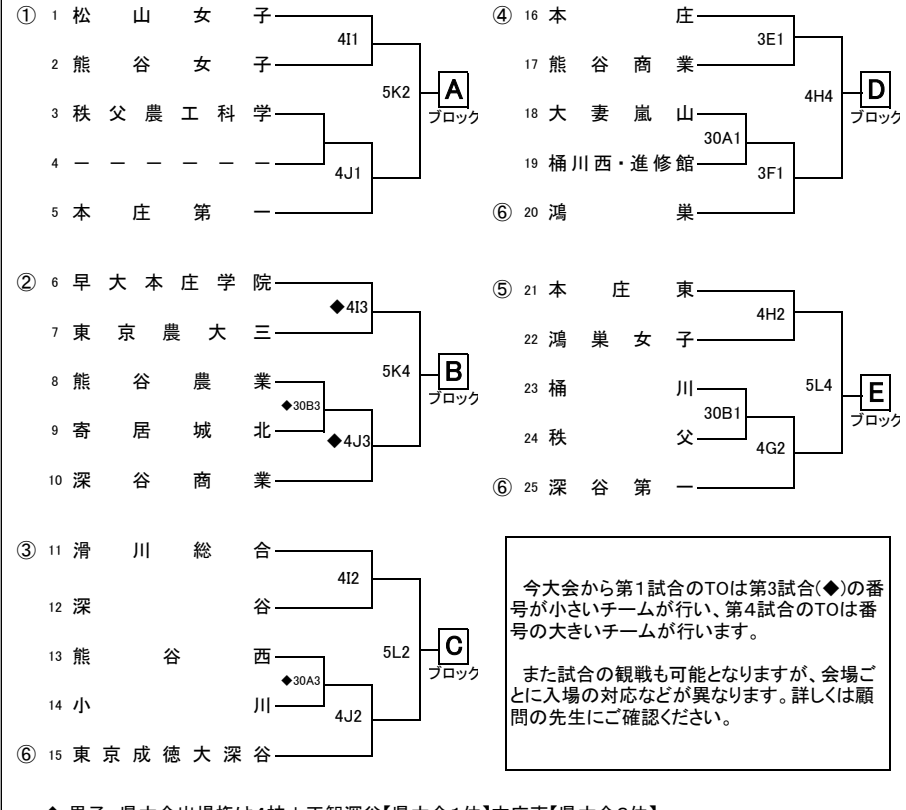 ① 1 松山女子
4I1
2 熊谷女子
5K2
A
ブロック
3 秩父農工科学
4 ーーーーーー
4J1
5 本庄第一
② 6 早大本庄学院
◆4I3
7 東京農大三
5K4
B
ブロック
8 熊谷農業
◆30B3
9 寄居城北
◆4J3
10 深谷商業
③ 11 滑川総合
4I2
12 深谷
5L2
C
ブロック
13 熊谷西
◆30A3
14 小川
4J2
⑥ 15 東京成徳大深谷
④ 16 本庄
3E1
17 熊谷商業
4H4
D
ブロック
18 大妻嵐山
30A1
19 桶川西・進修館
3F1
⑥ 20 鴻巣
⑤ 21 本庄東
4H2
22 鴻巣女子
5L4
E
ブロック
23 桶川
30B1
24 秩父
4G2
⑥ 25 深谷第一
今大会から第1試合のTOは第3試合(◆)の番
号が小さいチームが行い、第4試合のTOは番
号の大きいチームが行います。
また試合の観戦も可能となりますが、会場ご
とに入場の対応などが異なります。詳しくは顧
問の先生にご確認ください。